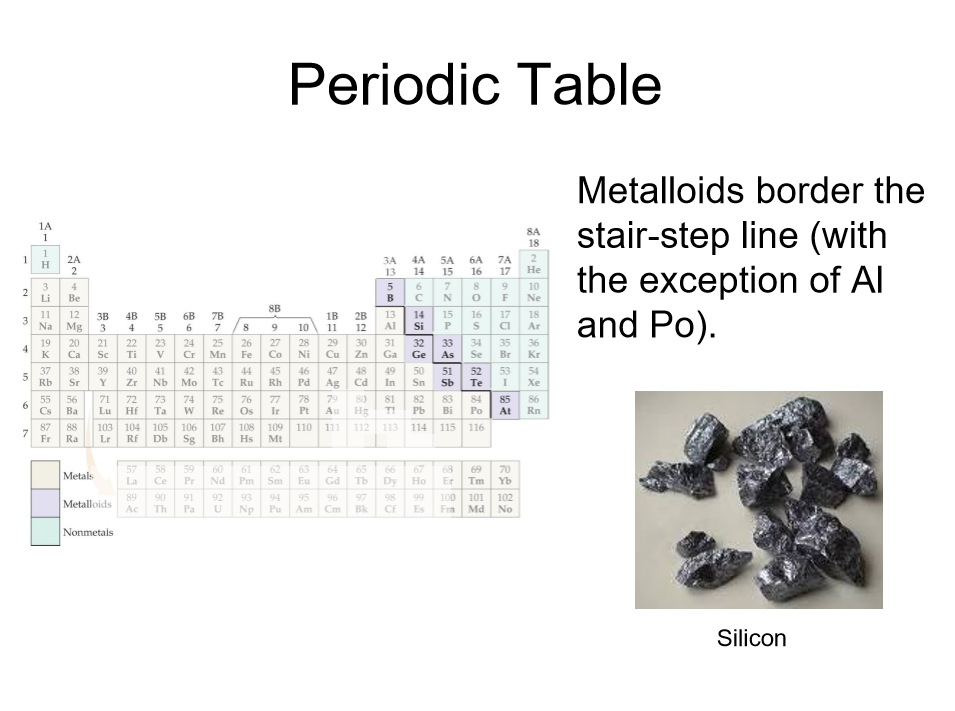 Periodic Table
Metalloids border the
stair-step line (with
the exception of Al
and Po).
1A 8A
1 18
1 1 2A 3A 4A 5A 6A 7A 2
H 2 13 14 15 16 17 He
2 3 4 5 6 7 8 9 10
Li Be B C N O F Ne
3 11 12 3B 4B 5B 6B 7B 8B 1B 2B 13 14 15 16 17 18
Na Mg 3 4 5 6 7 8 9 10 11 12 Al Si P S Cl Ar
4 19 20 21 22 23 24 25 26 27 28 29 30 31 32 33 34 35 36
K Ca Sc Ti V Cr Mn Fe Co Ni Cu Zn Ga Ge As Se Br Kr
5 37 38 39 40 41 42 43 44 45 46 47 48 49 50 51 52 53 54
Rb Sr Y Zr Nb Mo Tc Ru Rh Pd Ag Cd In Sn Sb Te I Xe
6 55 56 71 72 73 74 75 76 77 78 79 80 81 82 83 84 85 86
Cs Ba Lu Hf Ta W Re Os Ir Pt Au Hg Tl Pb Bi Po At Rn
7 87 88 103 104 105 106 107 108 109 110 111 112 113 114 115 116
Fr Ra Lr Rf Db Sg Bh Hs Mt
Metals 57 58 59 60 61 62 63 64 65 66 67 68 69 70
La Ce Pr Nd Pm Sm Eu Gd Tb Dy Ho Er Tm Yb
Metalloids 89 90 91 92 93 94 95 96 97 98 99 100 101 102
Ac Th Pa U Np Pu Am Cm Bk Cf Es Fm Md No
Nonmetals
Silicon